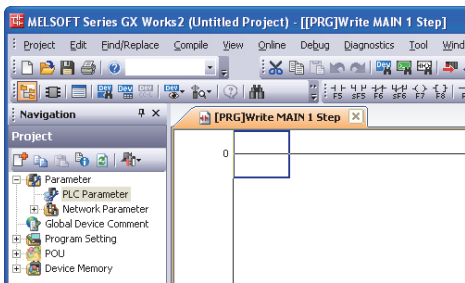 MELSOFT Series GX Works2 (Untitled Project) - [[PRG]Write MAIN 1 Step]
Project Edit Find/Replace Compile View Online Debug Diagnostics Tool Wind
F5 sF5 F6 sF6 F7 F8
Navigation
[PRG]Write MAIN 1 Step
Project
0
Parameter
PLC Parameter
Network Parameter
Global Device Comment
Program Setting
POU
Device Memory